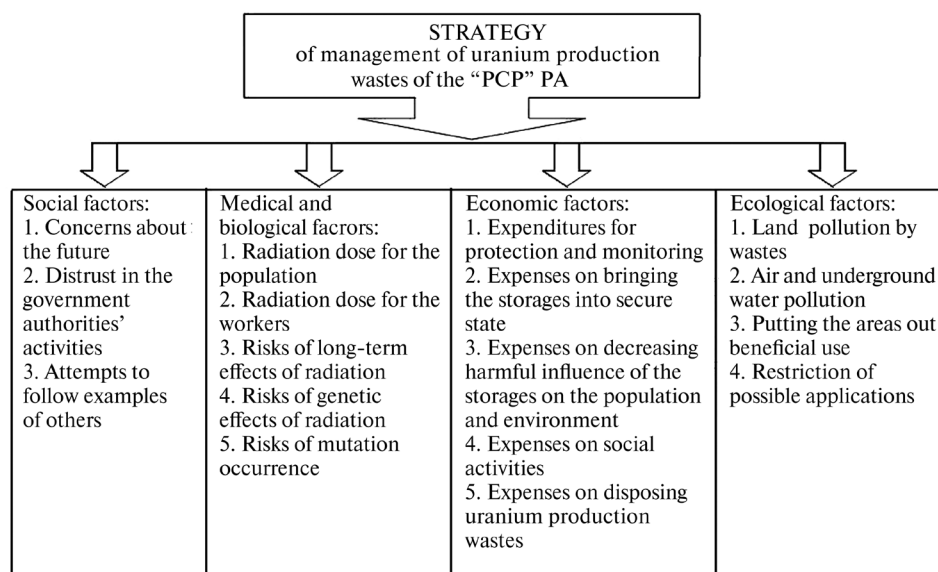 STRATEGY
of management of uranium production
wastes of the “PCP” PA
Social factors:
1. Concerns about
the future
2. Distrust in the
government
authorities’
activities
3. Attempts to
follow examples
of others
Medical and
biological facrors:
1. Radiation dose for the
population
2. Radiation dose for the
workers
3. Risks of long-term
effects of radiation
4. Risks of genetic
effects of radiation
5. Risks of mutation
occurrence
Economic factors:
1. Expenditures for
protection and monitoring
2. Expenses on bringing
the storages into secure
state
3. Expenses on decreasing
harmful influence of the
storages on the population
and environment
4. Expenses on social
activities
5. Expenses on disposing
uranium production
wastes
Ecological factors:
1. Land pollution by
wastes
2. Air and underground
water pollution
3. Putting the areas out
beneficial use
4. Restriction of
possible applications